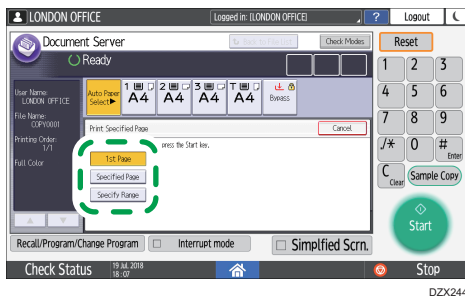 LONDON OFFICE
Logged in: [LONDON OFFICE]
?
Logout
Document Server
Check Modes
Reset
Ready
User Name:
LONDON OFFICE
File Name:
COPY0001
Printing Order:
1/1
Full Color
Auto Paper
Select▶
1
A4
2
A4
3
A4
T
A4
Bypass
Print Specified Page
Cancel
press the Start key.
1st Page
Specified Page
Specify Range
1 2 3
4 5 6
7 8 9
./* 0 # Enter
C Clear
Sample Copy
Start
Recall/Program/Change Program
Interrupt mode
Simplfied Scrn.
Check Status
19 Jul. 2018
18:07
Stop
DZX244